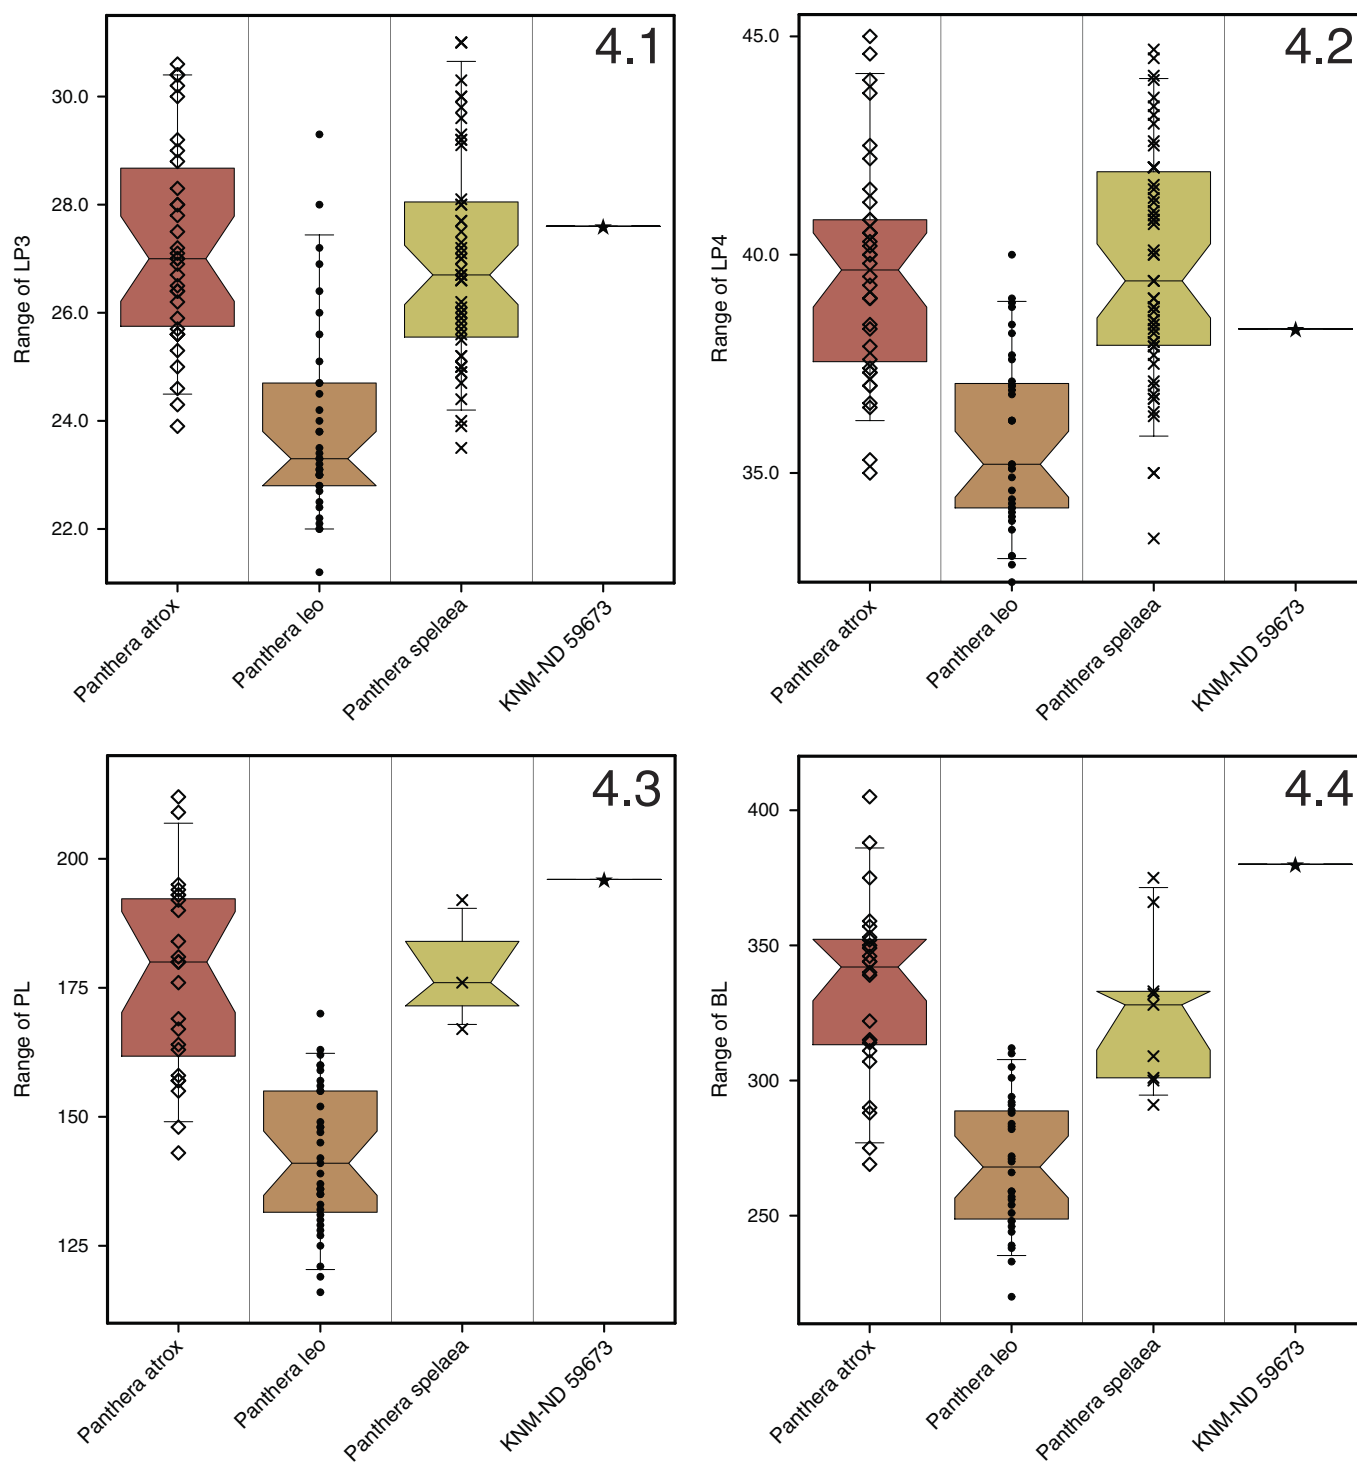 4.1
Range of LP3
30.0
28.0
26.0
24.0
22.0
Panthera atrox
Panthera leo
Panthera spelaea
KNM-ND 59673
4.2
Range of LP4
45.0
40.0
35.0
Panthera atrox
Panthera leo
Panthera spelaea
KNM-ND 59673
4.3
Range of PL
200
175
150
125
Panthera atrox
Panthera leo
Panthera spelaea
KNM-ND 59673
4.4
Range of BL
400
350
300
250
Panthera atrox
Panthera leo
Panthera spelaea
KNM-ND 59673